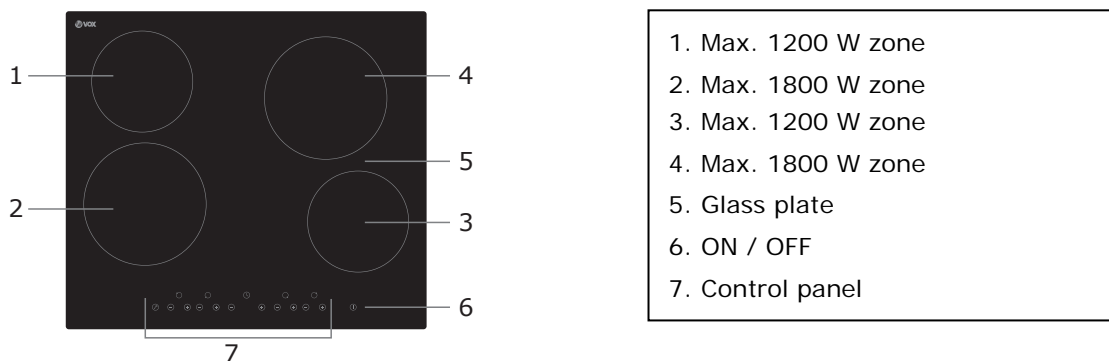 VOX
1
4
5
2
3
6
7
1. Max. 1200 W zone
2. Max. 1800 W zone
3. Max. 1200 W zone
4. Max. 1800 W zone
5. Glass plate
6. ON / OFF
7. Control panel